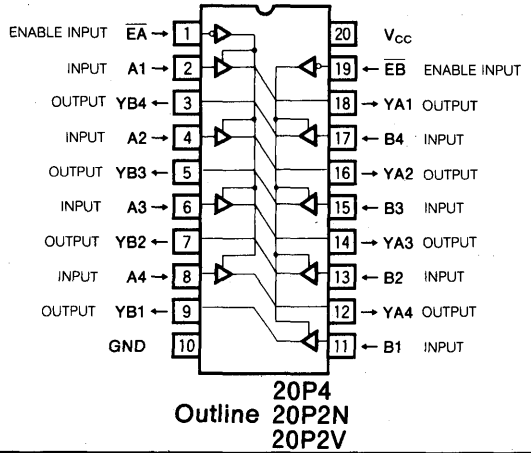 ENABLE INPUT E̅A̅ → 1 20 VCC
INPUT A1 → 2 19 ← E̅B̅ ENABLE INPUT
OUTPUT YB4 ← 3 18 → YA1 OUTPUT
INPUT A2 → 4 17 ← B4 INPUT
OUTPUT YB3 ← 5 16 → YA2 OUTPUT
INPUT A3 → 6 15 ← B3 INPUT
OUTPUT YB2 ← 7 14 → YA3 OUTPUT
INPUT A4 → 8 13 ← B2 INPUT
OUTPUT YB1 ← 9 12 → YA4 OUTPUT
GND 10 11 ← B1 INPUT
20P4
Outline 20P2N
20P2V